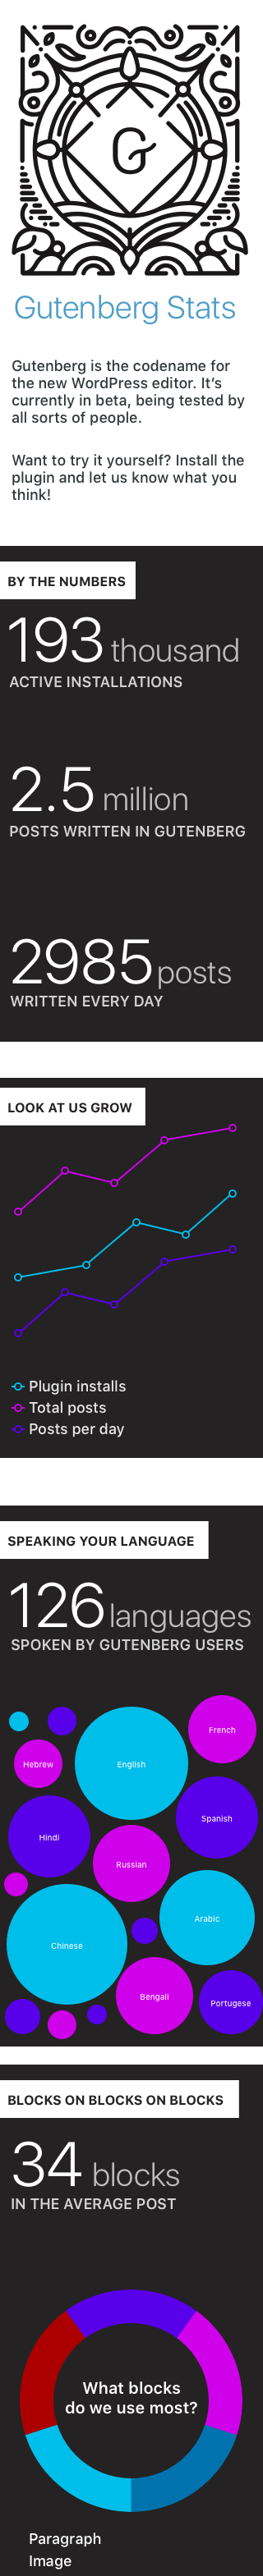 G
Gutenberg Stats
Gutenberg is the codename for
the new WordPress editor. It’s
currently in beta, being tested by
all sorts of people.
Want to try it yourself? Install the
plugin and let us know what you
think!
BY THE NUMBERS
193 thousand
ACTIVE INSTALLATIONS
2.5 million
POSTS WRITTEN IN GUTENBERG
2985 posts
WRITTEN EVERY DAY
LOOK AT US GROW
Plugin installs
Total posts
Posts per day
SPEAKING YOUR LANGUAGE
126 languages
SPOKEN BY GUTENBERG USERS
French
Hebrew
English
Spanish
Hindi
Russian
Arabic
Chinese
Bengali
Portugese
BLOCKS ON BLOCKS ON BLOCKS
34 blocks
IN THE AVERAGE POST
What blocks
do we use most?
Paragraph
Image